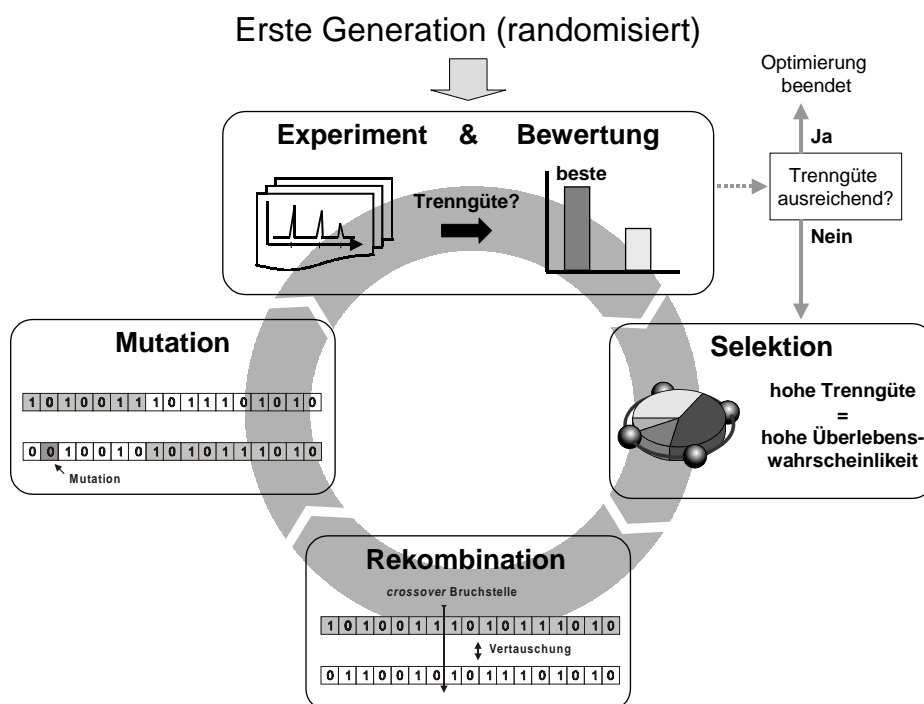 Erste Generation (randomisiert)
Optimierung
beendet
Experiment & Bewertung
Ja
beste
Trenngüte?
Trenngüte
ausreichend?
Nein
Mutation
1 0 1 0 0 1 1 1 0 1 1 1 0 1 0 1 0
0 0 1 0 0 1 0 1 0 1 0 1 1 1 0 1 0
Mutation
Selektion
hohe Trenngüte
=
hohe Überlebens-
wahrscheinlikeit
Rekombination
crossover Bruchstelle
1 0 1 0 0 1 1 1 0 1 0 1 1 1 0 1 0
Vertauschung
0 1 1 0 0 1 0 1 0 1 1 1 0 1 0 1 0